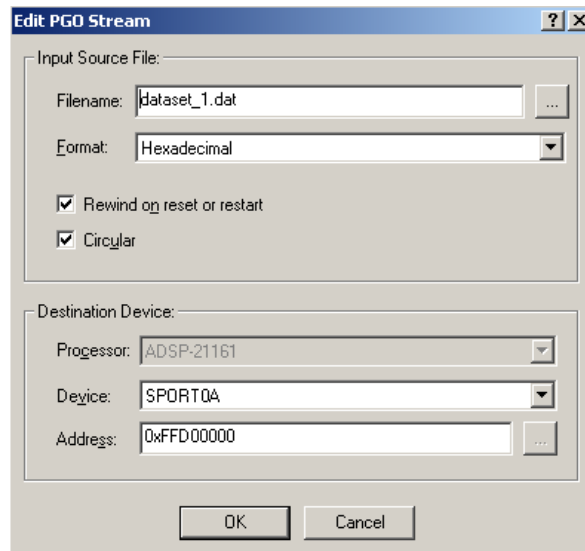 Edit PGO Stream
Input Source File:
Filename: dataset_1.dat ...
Format: Hexadecimal
Rewind on reset or restart
Circular
Destination Device:
Processor: ADSP-21161
Device: SPORT0A
Address: 0xFFD00000 ...
OK Cancel